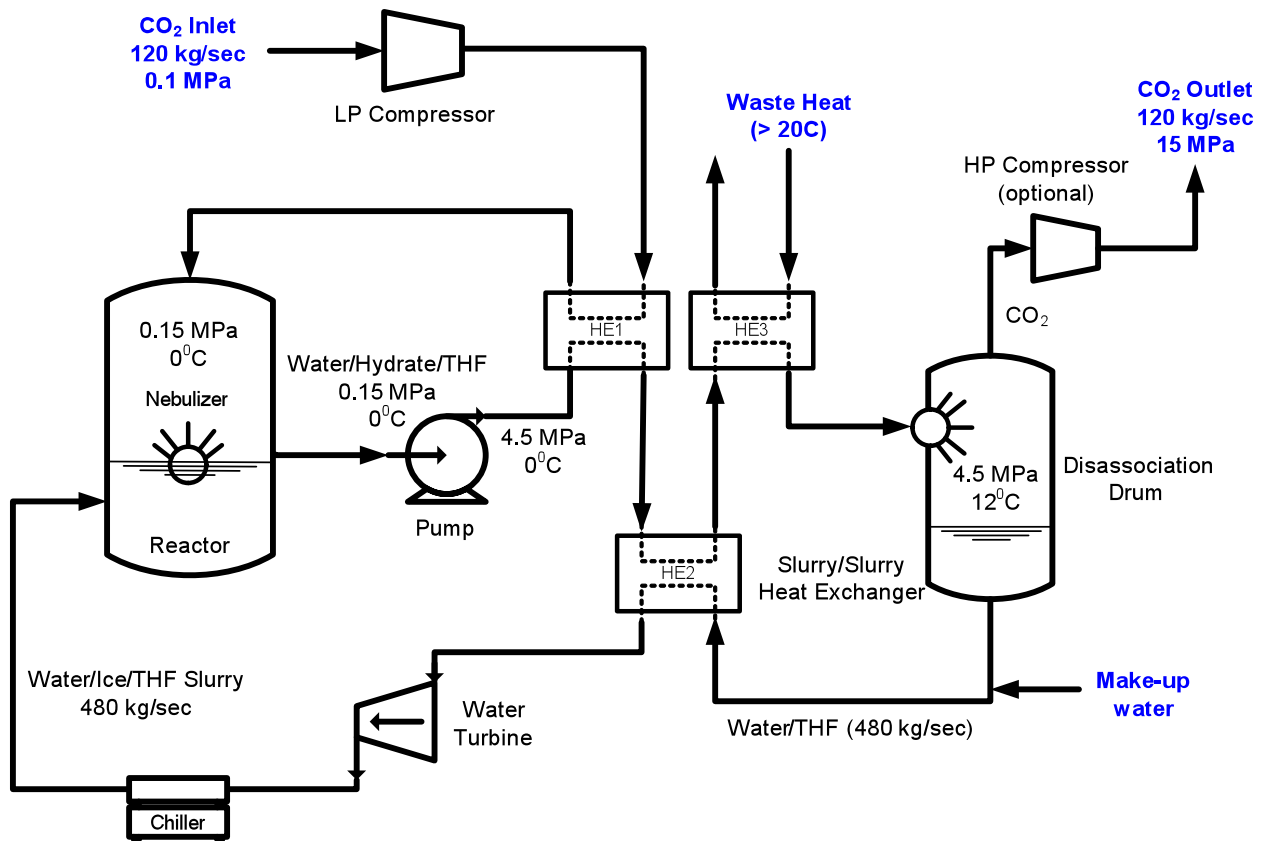 CO₂ Inlet
120 kg/sec
0.1 MPa
LP Compressor
Waste Heat
(> 20C)
CO₂ Outlet
120 kg/sec
15 MPa
HP Compressor
(optional)
CO₂
0.15 MPa
0⁰C
Nebulizer
Reactor
Water/Hydrate/THF
0.15 MPa
0⁰C
4.5 MPa
0⁰C
Pump
HE1
HE3
HE2
4.5 MPa
12⁰C
Disassociation
Drum
Slurry/Slurry
Heat Exchanger
Water/Ice/THF Slurry
480 kg/sec
Water
Turbine
Water/THF (480 kg/sec)
Make-up
water
Chiller